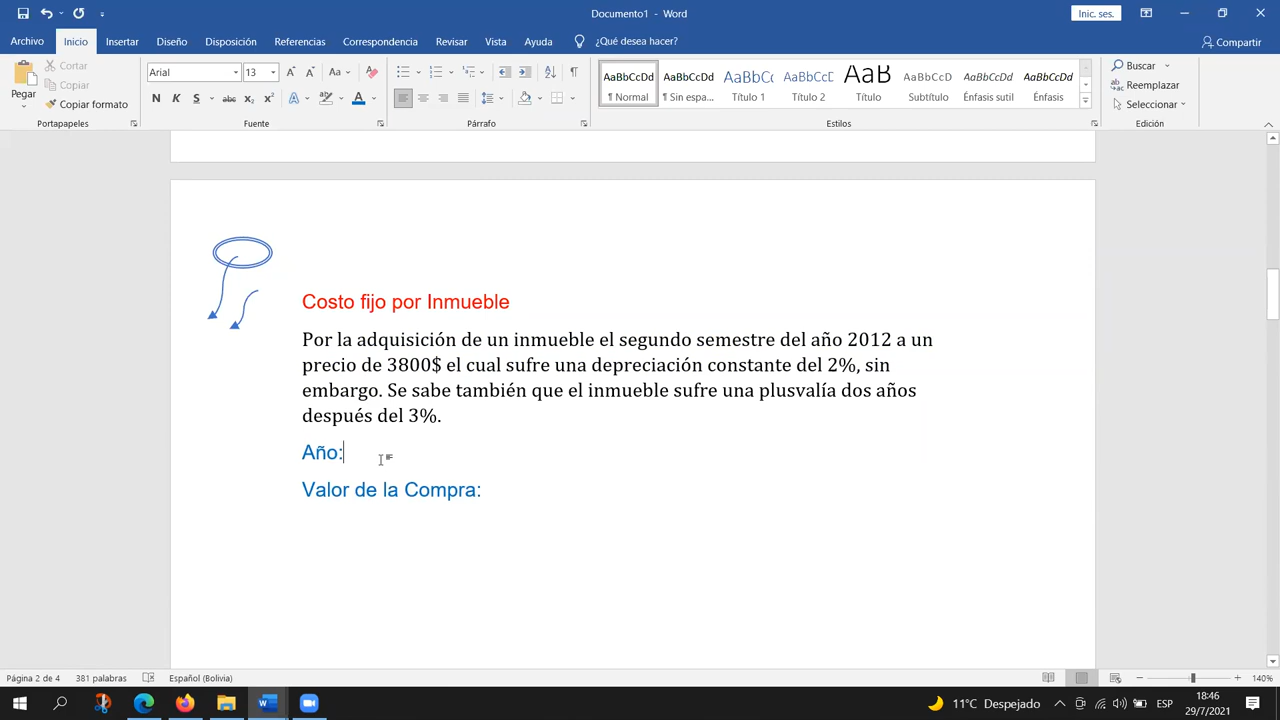 Documento1 - Word
Inic. ses.
Archivo Inicio Insertar Diseño Disposición Referencias Correspondencia Revisar Vista Ayuda ¿Qué desea hacer? Compartir
Pegar
Cortar
Copiar
Copiar formato
Portapapeles
Arial 13
Aa
N K S abc x₂ x²
A A
Fuente
Párrafo
AaBbCcDd AaBbCcDd AaBbCc AaBbCcD AaB AaBbCcD AaBbCcDd AaBbCcDd
¶ Normal ¶ Sin espa... Título 1 Título 2 Título Subtítulo Énfasis sutil Énfasis
Estilos
Buscar
Reemplazar
Seleccionar
Edición
Costo fijo por Inmueble
Por la adquisición de un inmueble el segundo semestre del año 2012 a un
precio de 3800$ el cual sufre una depreciación constante del 2%, sin
embargo. Se sabe también que el inmueble sufre una plusvalía dos años
después del 3%.
Año:
Valor de la Compra:
Página 2 de 4 381 palabras Español (Bolivia) 140%
11°C Despejado ESP 18:46
29/7/2021